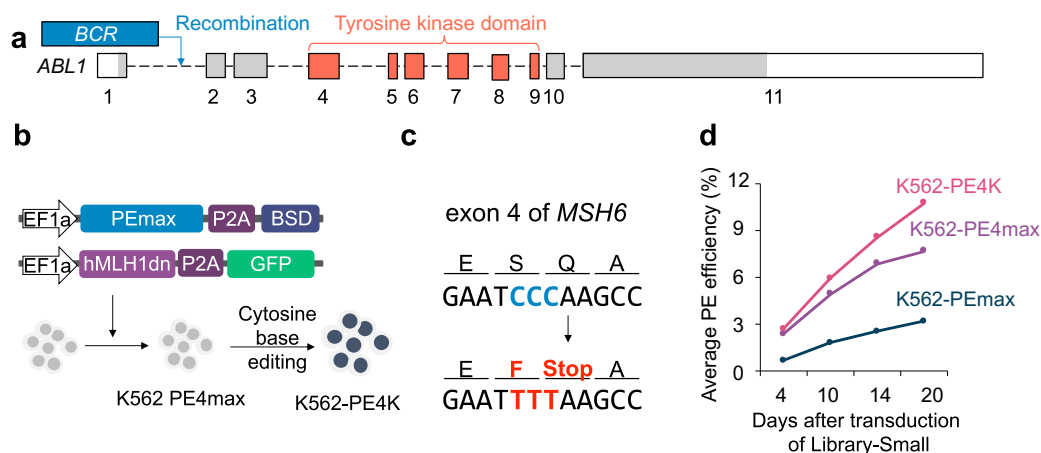 a
BCR
Recombination
Tyrosine kinase domain
ABL1
1 2 3 4 5 6 7 8 9 10 11
b
EF1a PEmax P2A BSD
EF1a hMLH1dn P2A GFP
Cytosine
base
editing
K562 PE4max
K562-PE4K
c
exon 4 of MSH6
E S Q A
GAATCCCAAGCC
E F Stop A
GAATTTTAAGCC
d
Average PE efficiency (%)
12
9
6
3
0
K562-PE4K
K562-PE4max
K562-PEmax
4 10 14 20
Days after transduction
of Library-Small